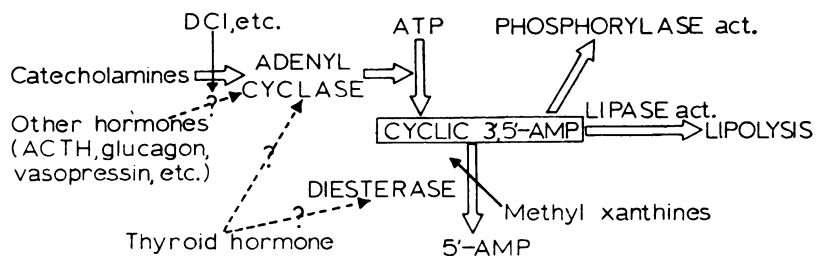 DCI, etc.
ATP
PHOSPHORYLASE act.
ADENYL
CYCLASE
Catecholamines
Other hormones
(ACTH, glucagon,
vasopressin, etc.)
CYCLIC 3',5'-AMP
LIPASE act.
LIPOLYSIS
DIESTERASE
Methyl xanthines
Thyroid hormone
5'-AMP
?
?
?